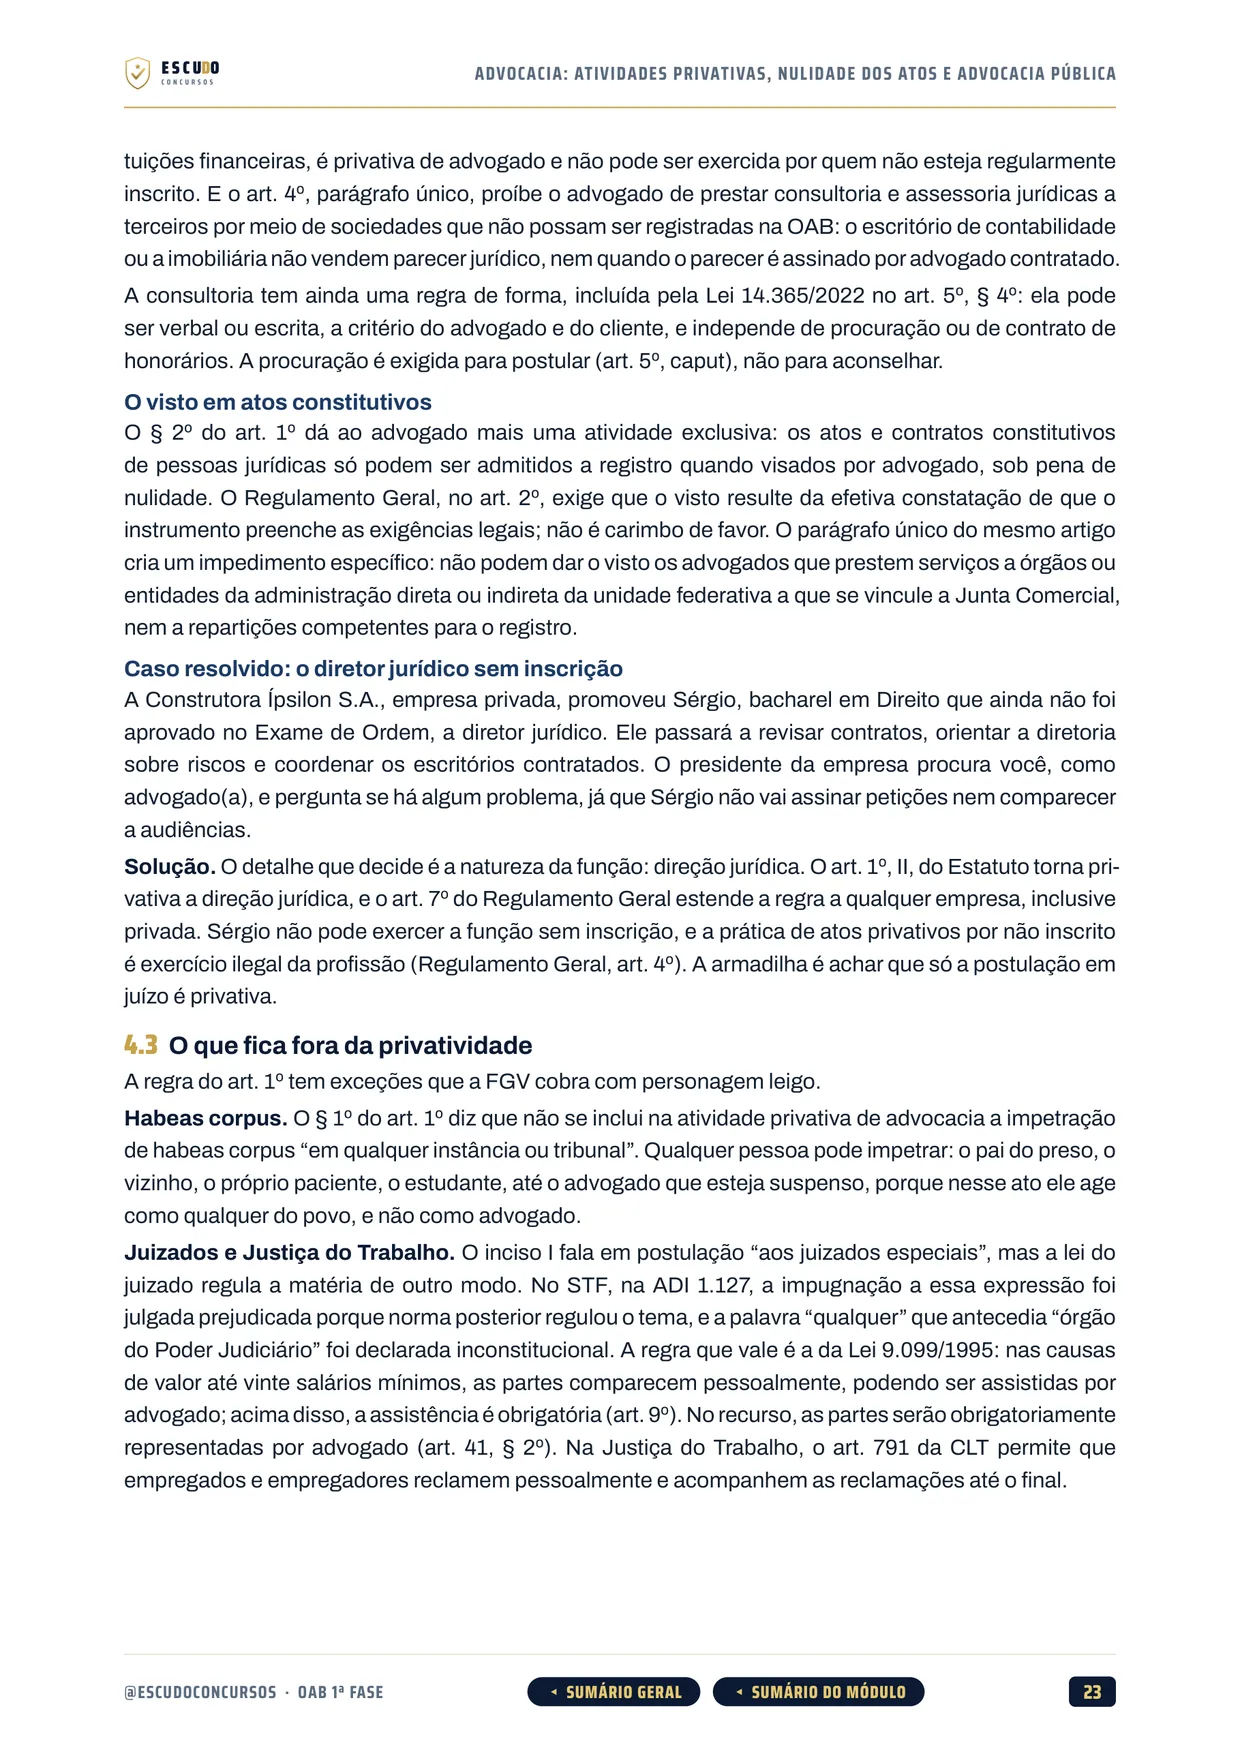 ESCUDO
CONCURSOS
ADVOCACIA: ATIVIDADES PRIVATIVAS, NULIDADE DOS ATOS E ADVOCACIA PÚBLICA
tuições financeiras, é privativa de advogado e não pode ser exercida por quem não esteja regularmente
inscrito. E o art. 4º, parágrafo único, proíbe o advogado de prestar consultoria e assessoria jurídicas a
terceiros por meio de sociedades que não possam ser registradas na OAB: o escritório de contabilidade
ou a imobiliária não vendem parecer jurídico, nem quando o parecer é assinado por advogado contratado.
A consultoria tem ainda uma regra de forma, incluída pela Lei 14.365/2022 no art. 5º, § 4º: ela pode
ser verbal ou escrita, a critério do advogado e do cliente, e independe de procuração ou de contrato de
honorários. A procuração é exigida para postular (art. 5º, caput), não para aconselhar.
O visto em atos constitutivos
O § 2º do art. 1º dá ao advogado mais uma atividade exclusiva: os atos e contratos constitutivos
de pessoas jurídicas só podem ser admitidos a registro quando visados por advogado, sob pena de
nulidade. O Regulamento Geral, no art. 2º, exige que o visto resulte da efetiva constatação de que o
instrumento preenche as exigências legais; não é carimbo de favor. O parágrafo único do mesmo artigo
cria um impedimento específico: não podem dar o visto os advogados que prestem serviços a órgãos ou
entidades da administração direta ou indireta da unidade federativa a que se vincule a Junta Comercial,
nem a repartições competentes para o registro.
Caso resolvido: o diretor jurídico sem inscrição
A Construtora Ípsilon S.A., empresa privada, promoveu Sérgio, bacharel em Direito que ainda não foi
aprovado no Exame de Ordem, a diretor jurídico. Ele passará a revisar contratos, orientar a diretoria
sobre riscos e coordenar os escritórios contratados. O presidente da empresa procura você, como
advogado(a), e pergunta se há algum problema, já que Sérgio não vai assinar petições nem comparecer
a audiências.
Solução. O detalhe que decide é a natureza da função: direção jurídica. O art. 1º, II, do Estatuto torna pri-
vativa a direção jurídica, e o art. 7º do Regulamento Geral estende a regra a qualquer empresa, inclusive
privada. Sérgio não pode exercer a função sem inscrição, e a prática de atos privativos por não inscrito
é exercício ilegal da profissão (Regulamento Geral, art. 4º). A armadilha é achar que só a postulação em
juízo é privativa.
4.3 O que fica fora da privatividade
A regra do art. 1º tem exceções que a FGV cobra com personagem leigo.
Habeas corpus. O § 1º do art. 1º diz que não se inclui na atividade privativa de advocacia a impetração
de habeas corpus “em qualquer instância ou tribunal”. Qualquer pessoa pode impetrar: o pai do preso, o
vizinho, o próprio paciente, o estudante, até o advogado que esteja suspenso, porque nesse ato ele age
como qualquer do povo, e não como advogado.
Juizados e Justiça do Trabalho. O inciso I fala em postulação “aos juizados especiais”, mas a lei do
juizado regula a matéria de outro modo. No STF, na ADI 1.127, a impugnação a essa expressão foi
julgada prejudicada porque norma posterior regulou o tema, e a palavra “qualquer” que antecedia “órgão
do Poder Judiciário” foi declarada inconstitucional. A regra que vale é a da Lei 9.099/1995: nas causas
de valor até vinte salários mínimos, as partes comparecem pessoalmente, podendo ser assistidas por
advogado; acima disso, a assistência é obrigatória (art. 9º). No recurso, as partes serão obrigatoriamente
representadas por advogado (art. 41, § 2º). Na Justiça do Trabalho, o art. 791 da CLT permite que
empregados e empregadores reclamem pessoalmente e acompanhem as reclamações até o final.
@ESCUDOCONCURSOS · OAB 1ª FASE
SUMÁRIO GERAL
SUMÁRIO DO MÓDULO
23